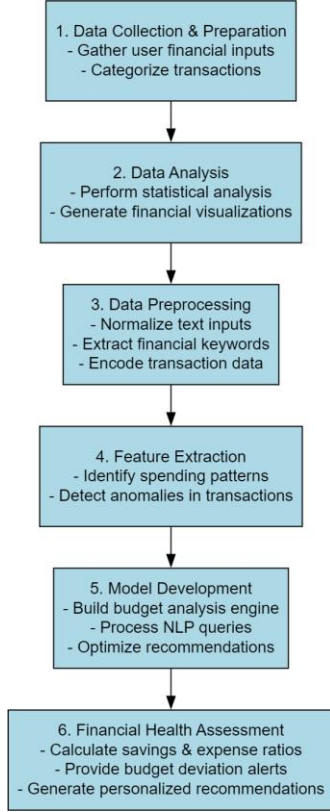 1. Data Collection & Preparation
- Gather user financial inputs
- Categorize transactions
2. Data Analysis
- Perform statistical analysis
- Generate financial visualizations
3. Data Preprocessing
- Normalize text inputs
- Extract financial keywords
- Encode transaction data
4. Feature Extraction
- Identify spending patterns
- Detect anomalies in transactions
5. Model Development
- Build budget analysis engine
- Process NLP queries
- Optimize recommendations
6. Financial Health Assessment
- Calculate savings & expense ratios
- Provide budget deviation alerts
- Generate personalized recommendations